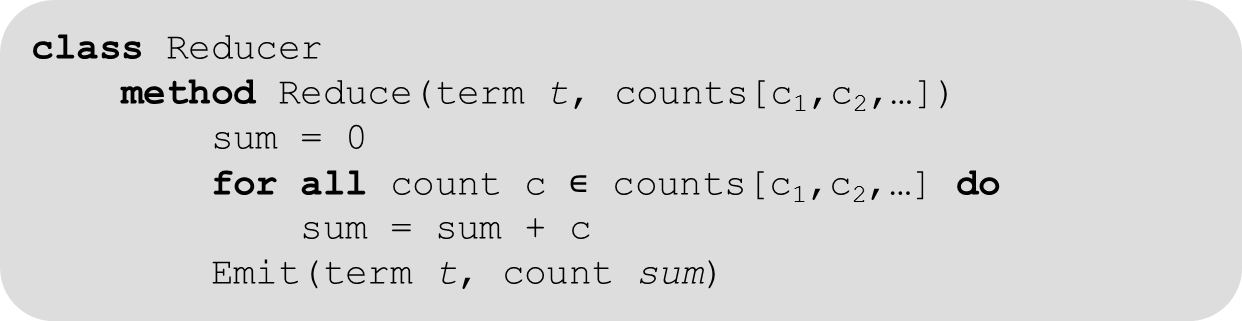 class Reducer
method Reduce(term t, counts[c₁,c₂,…])
sum = 0
for all count c ∈ counts[c₁,c₂,…] do
sum = sum + c
Emit(term t, count sum)